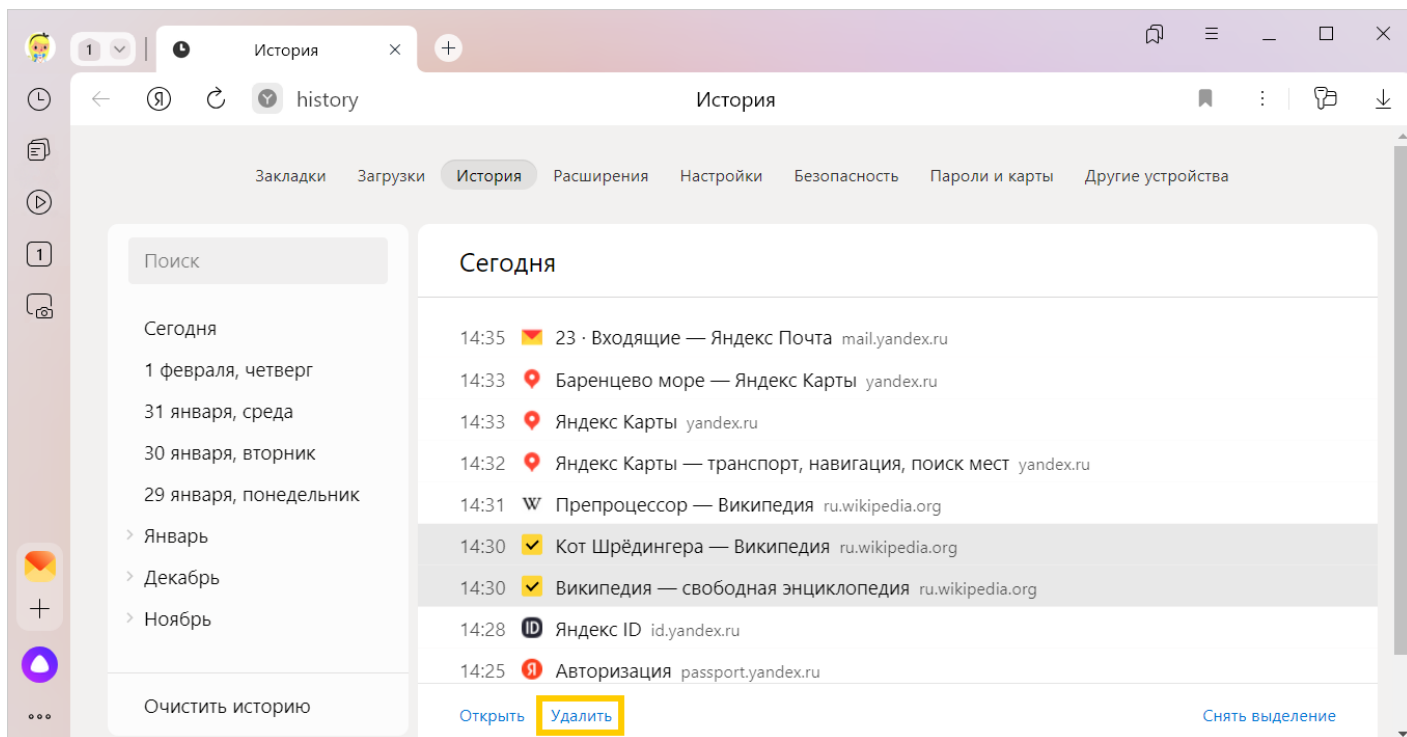 1 История
Я history История
Закладки Загрузки История Расширения Настройки Безопасность Пароли и карты Другие устройства
1
Поиск
Сегодня
1 февраля, четверг
31 января, среда
30 января, вторник
29 января, понедельник
Январь
Декабрь
Ноябрь
Очистить историю
Сегодня
14:35 23 · Входящие — Яндекс Почта mail.yandex.ru
14:33 Баренцево море — Яндекс Карты yandex.ru
14:33 Яндекс Карты yandex.ru
14:32 Яндекс Карты — транспорт, навигация, поиск мест yandex.ru
14:31 W Препроцессор — Википедия ru.wikipedia.org
14:30 Кот Шрёдингера — Википедия ru.wikipedia.org
14:30 Википедия — свободная энциклопедия ru.wikipedia.org
14:28 ID Яндекс ID id.yandex.ru
14:25 Я Авторизация passport.yandex.ru
Открыть Удалить Снять выделение